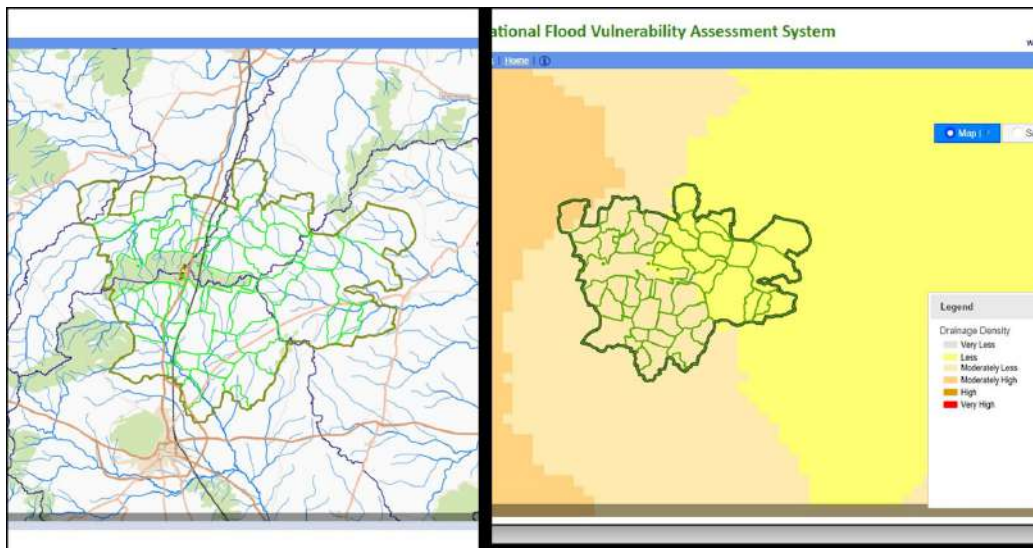 ational Flood Vulnerability Assessment System
Home
Map
Legend
Drainage Density
Very Less
Less
Moderately Less
Moderately High
High
Very High